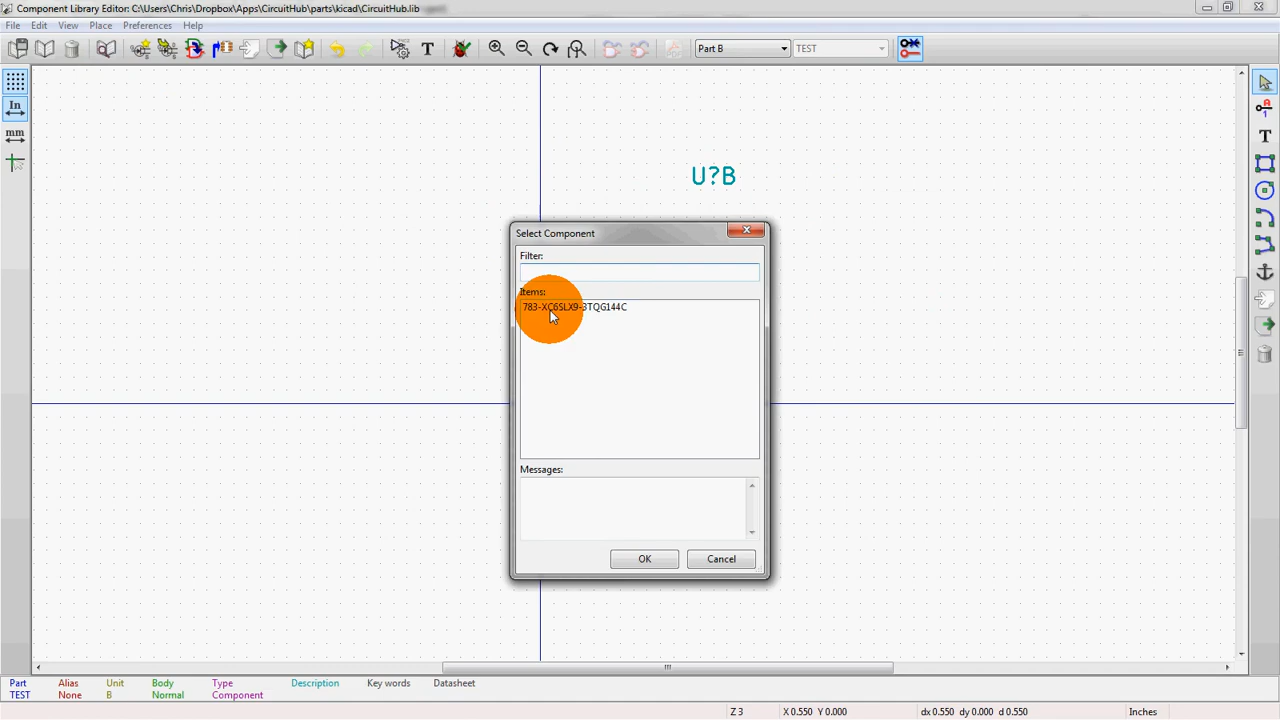 Component Library Editor: C:\Users\Chris\Dropbox\Apps\CircuitHub\parts\kicad\CircuitHub.lib
File Edit View Place Preferences Help
T Part B TEST
In
mm
A
1
T
U?B
Select Component
Filter:
Items:
783-XC6SLX9-3TQG144C
Messages:
OK Cancel
Part Alias Unit Body Type Description Key words Datasheet
TEST None B Normal Component
Z 3 X 0.550 Y 0.000 dx 0.550 dy 0.000 d 0.550 Inches